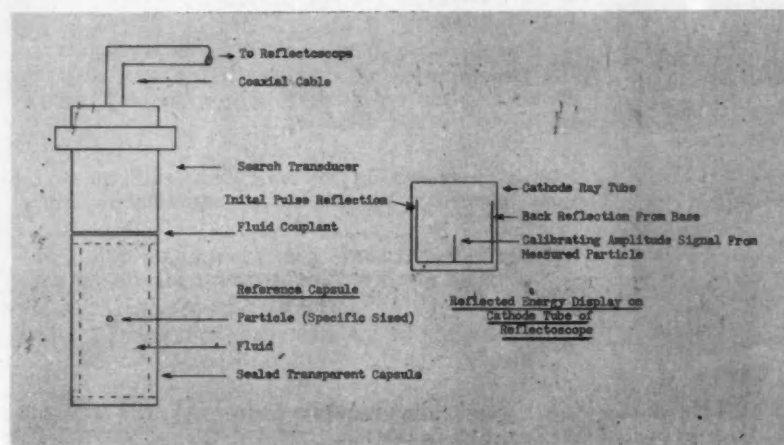 To Reflectoscope
Coaxial Cable
Search Transducer
Fluid Couplant
Reference Capsule
Particle (Specific Sized)
Fluid
Sealed Transparent Capsule
Cathode Ray Tube
Inital Pulse Reflection
Back Reflection From Base
Calibrating Amplitude Signal From
Measured Particle
Reflected Energy Display on
Cathode Tube of
Reflectoscope